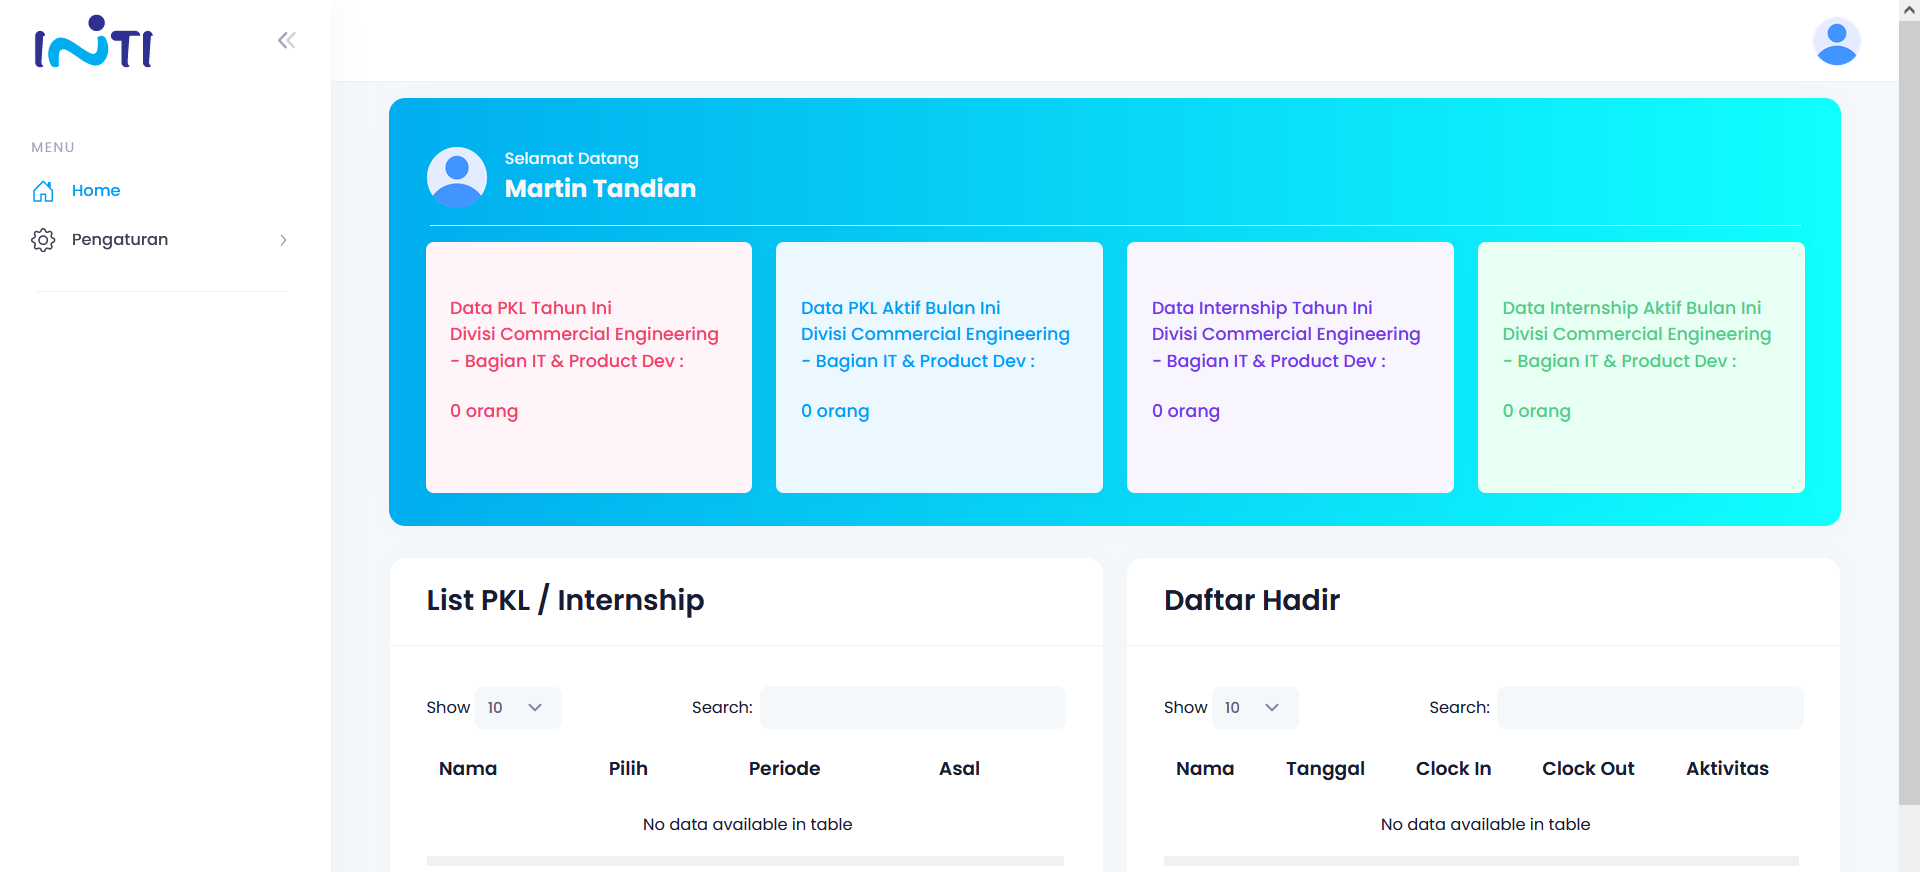 INTI
MENU
Home
Pengaturan
Selamat Datang
Martin Tandian
Data PKL Tahun Ini
Divisi Commercial Engineering
- Bagian IT & Product Dev :
0 orang
Data PKL Aktif Bulan Ini
Divisi Commercial Engineering
- Bagian IT & Product Dev :
0 orang
Data Internship Tahun Ini
Divisi Commercial Engineering
- Bagian IT & Product Dev :
0 orang
Data Internship Aktif Bulan Ini
Divisi Commercial Engineering
- Bagian IT & Product Dev :
0 orang
List PKL / Internship
Show 10 Search:
Nama Pilih Periode Asal
No data available in table
Daftar Hadir
Show 10 Search:
Nama Tanggal Clock In Clock Out Aktivitas
No data available in table